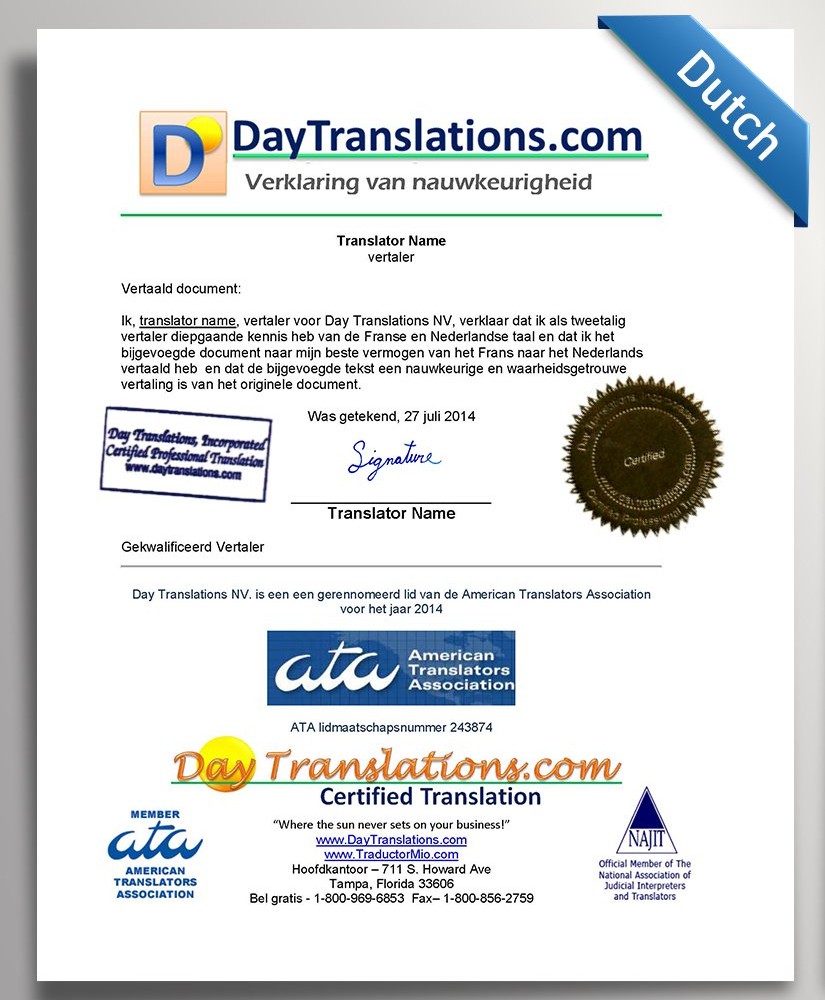 Dutch
D
DayTranslations.com
Verklaring van nauwkeurigheid
Translator Name
vertaler
Vertaald document:
Ik, translator name, vertaler voor Day Translations NV, verklaar dat ik als tweetalig
vertaler diepgaande kennis heb van de Franse en Nederlandse taal en dat ik het
bijgevoegde document naar mijn beste vermogen van het Frans naar het Nederlands
vertaald heb en dat de bijgevoegde tekst een nauwkeurige en waarheidsgetrouwe
vertaling is van het originele document.
Was getekend, 27 juli 2014
Day Translations, Incorporated
Certified Professional Translation
www.daytranslations.com
Signature
Day Translations Incorporated
Certified
www.daytranslations.com
Certified Professional Translation
Translator Name
Gekwalificeerd Vertaler
Day Translations NV. is een een gerennomeerd lid van de American Translators Association
voor het jaar 2014
ata American
Translators
Association
ATA lidmaatschapsnummer 243874
Day Translations.com
Certified Translation
“Where the sun never sets on your business!”
www.DayTranslations.com
www.TraductorMio.com
Hoofdkantoor – 711 S. Howard Ave
Tampa, Florida 33606
Bel gratis - 1-800-969-6853 Fax– 1-800-856-2759
MEMBER
ata
AMERICAN
TRANSLATORS
ASSOCIATION
NAJIT
Official Member of The
National Association of
Judicial Interpreters
and Translators